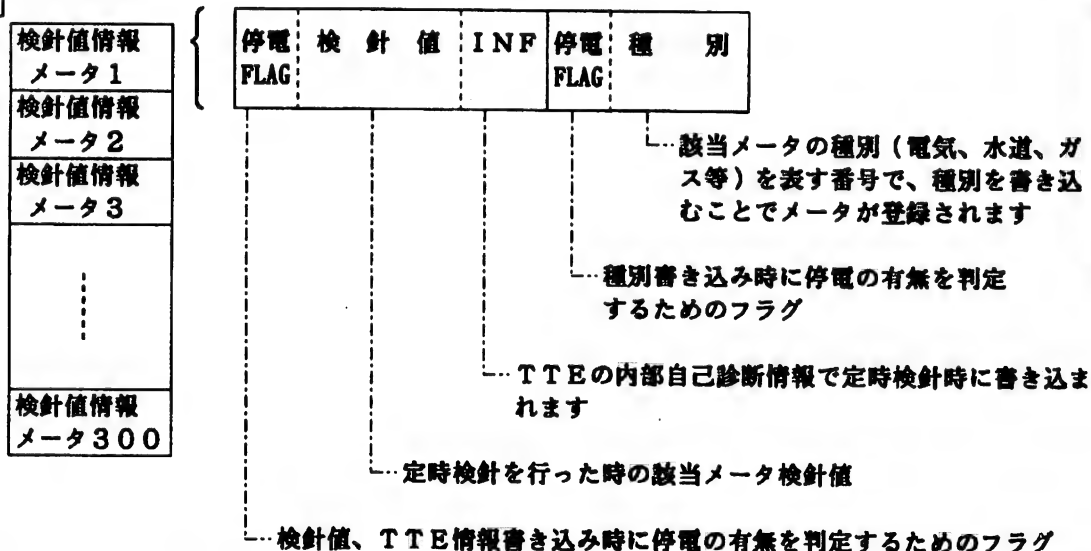 検針値情報
メータ1
検針値情報
メータ2
検針値情報
メータ3
検針値情報
メータ300
停電 検 針 値 INF 停電 種 別
FLAG FLAG
該当メータの種別(電気、水道、ガ
ス等)を表す番号で、種別を書き込
むことでメータが登録されます
種別書き込み時に停電の有無を判定
するためのフラグ
TTEの内部自己診断情報で定時検針時に書き込ま
れます
定時検針を行った時の該当メータ検針値
検針値、TTE情報書き込み時に停電の有無を判定するためのフラグ